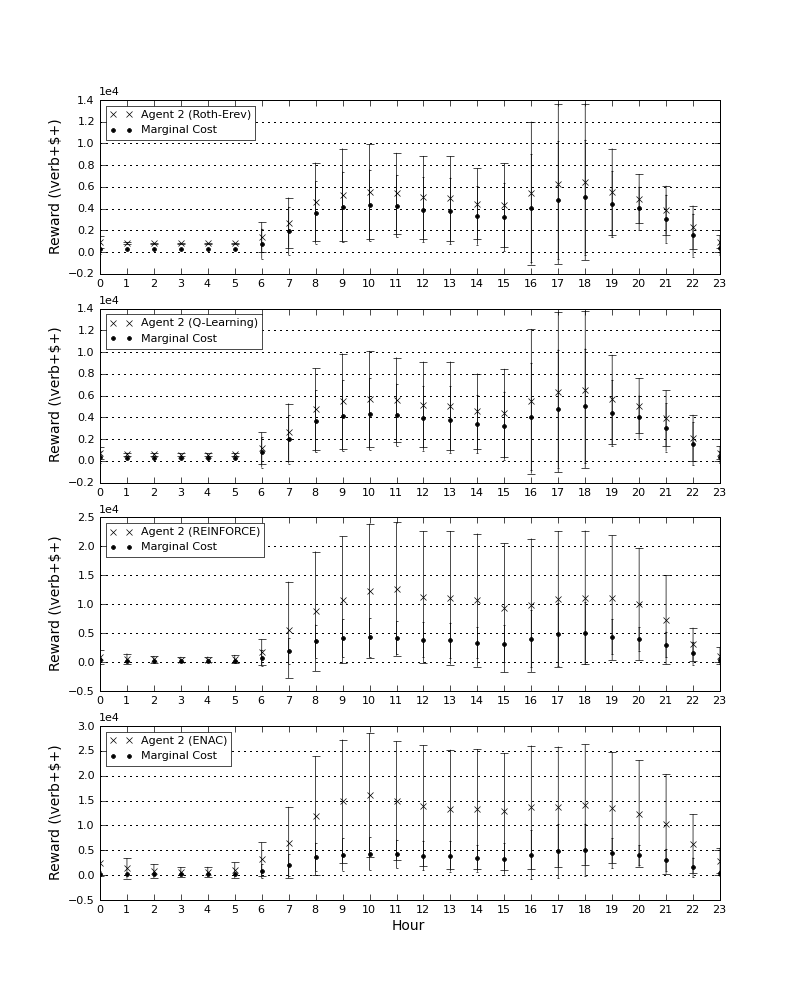 1e4
1.4
1.2
1.0
0.8
0.6
0.4
0.2
0.0
−0.2
Reward (\verb+$+)
Agent 2 (Roth-Erev)
Marginal Cost
0 1 2 3 4 5 6 7 8 9 10 11 12 13 14 15 16 17 18 19 20 21 22 23
1e4
1.4
1.2
1.0
0.8
0.6
0.4
0.2
0.0
−0.2
Reward (\verb+$+)
Agent 2 (Q-Learning)
Marginal Cost
0 1 2 3 4 5 6 7 8 9 10 11 12 13 14 15 16 17 18 19 20 21 22 23
1e4
2.5
2.0
1.5
1.0
0.5
0.0
−0.5
Reward (\verb+$+)
Agent 2 (REINFORCE)
Marginal Cost
0 1 2 3 4 5 6 7 8 9 10 11 12 13 14 15 16 17 18 19 20 21 22 23
1e4
3.0
2.5
2.0
1.5
1.0
0.5
0.0
−0.5
Reward (\verb+$+)
Agent 2 (ENAC)
Marginal Cost
0 1 2 3 4 5 6 7 8 9 10 11 12 13 14 15 16 17 18 19 20 21 22 23
Hour